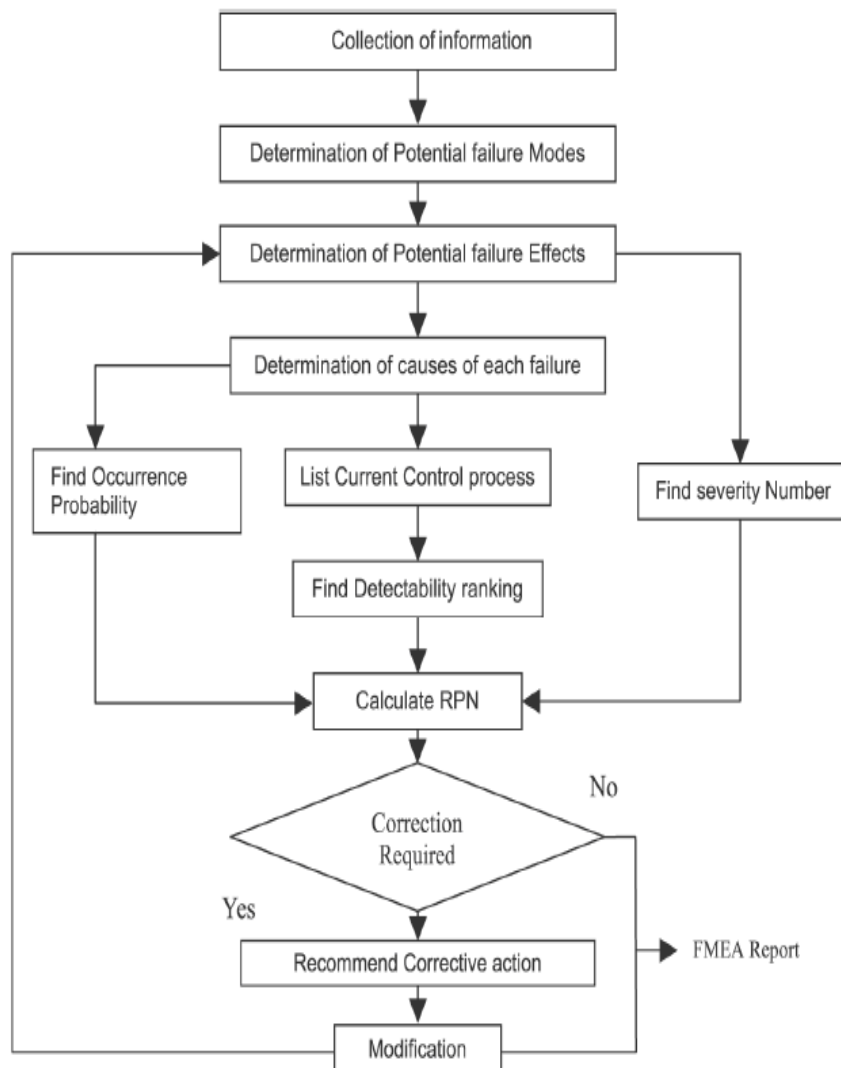 Collection of information
Determination of Potential failure Modes
Determination of Potential failure Effects
Determination of causes of each failure
Find Occurrence
Probability
List Current Control process
Find severity Number
Find Detectability ranking
Calculate RPN
No
Correction
Required
Yes
Recommend Corrective action
FMEA Report
Modification